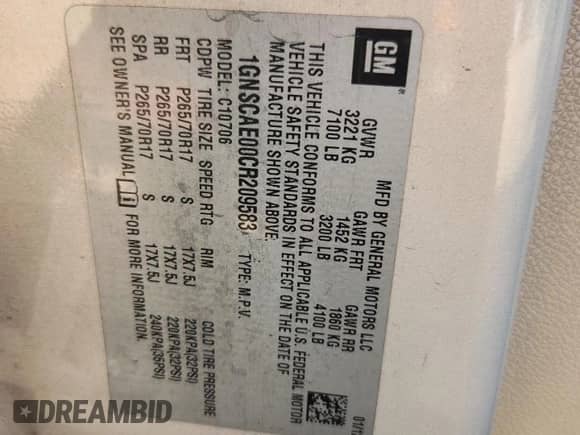 GM
®
MFD BY GENERAL MOTORS LLC
GVWR GAWR FRT GAWR RR
3221 KG 1452 KG 1860 KG
7100 LB 3200 LB 4100 LB
THIS VEHICLE CONFORMS TO ALL APPLICABLE U.S. FEDERAL MOTOR
VEHICLE SAFETY STANDARDS IN EFFECT ON THE DATE OF
MANUFACTURE SHOWN ABOVE.
1GNSCAE00CR209583 TYPE: M.P.V.
MODEL: C10706
CDPW TIRE SIZE SPEED RTG RIM COLD TIRE PRESSURE
FRT P265/70R17 S 17X7.5J 220KPA(32PSI)
RR P265/70R17 S 17X7.5J 220KPA(32PSI)
SPA P265/70R17 S 17X7.5J 240KPA(35PSI)
SEE OWNER'S MANUAL FOR MORE INFORMATION.
DREAMBID